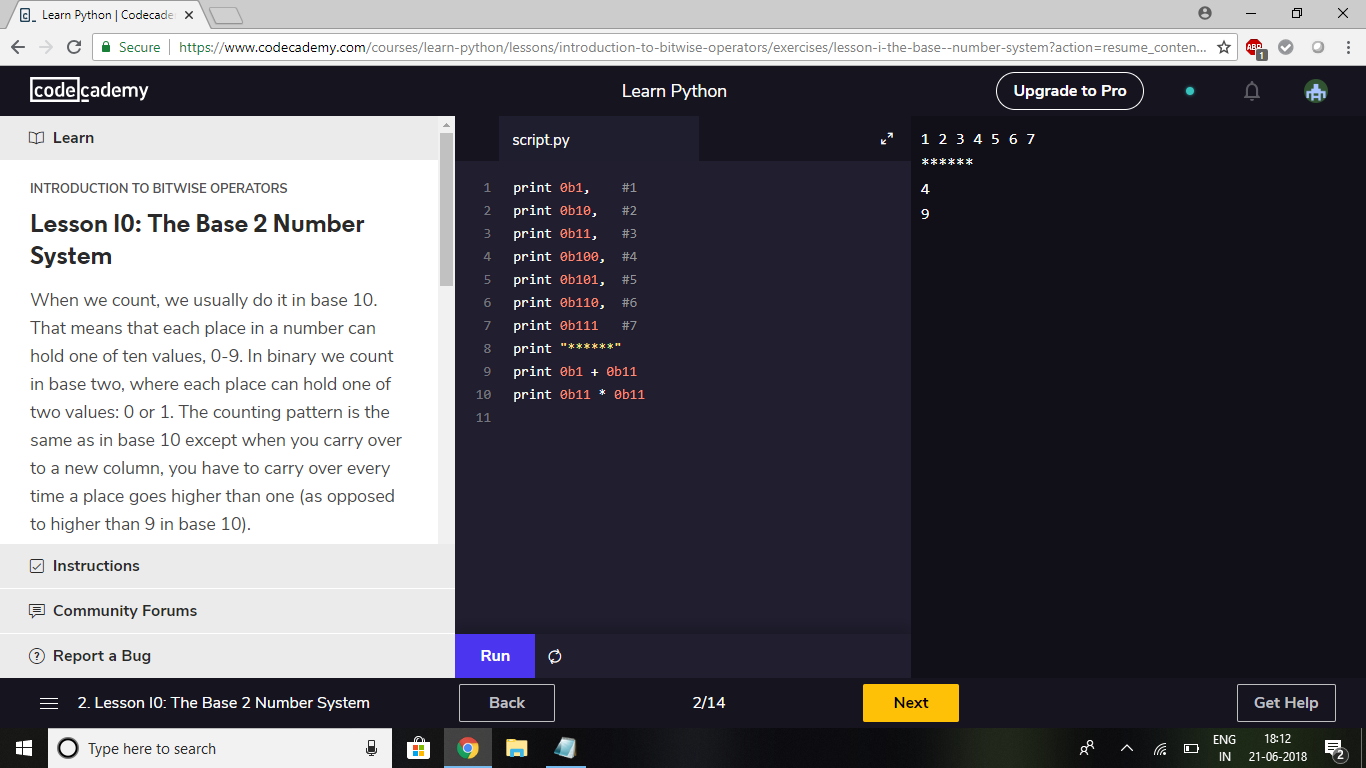 Learn Python | Codecade
Secure | https://www.codecademy.com/courses/learn-python/lessons/introduction-to-bitwise-operators/exercises/lesson-i-the-base--number-system?action=resume_conten...
ABP
1
codecademy
Learn Python
Upgrade to Pro
Learn
INTRODUCTION TO BITWISE OPERATORS
Lesson I0: The Base 2 Number
System
When we count, we usually do it in base 10.
That means that each place in a number can
hold one of ten values, 0-9. In binary we count
in base two, where each place can hold one of
two values: 0 or 1. The counting pattern is the
same as in base 10 except when you carry over
to a new column, you have to carry over every
time a place goes higher than one (as opposed
to higher than 9 in base 10).
Instructions
Community Forums
Report a Bug
script.py
1 print 0b1,    #1
2 print 0b10,   #2
3 print 0b11,   #3
4 print 0b100,  #4
5 print 0b101,  #5
6 print 0b110,  #6
7 print 0b111   #7
8 print "******"
9 print 0b1 + 0b11
10 print 0b11 * 0b11
11
Run
1 2 3 4 5 6 7
******
4
9
2. Lesson I0: The Base 2 Number System
Back
2/14
Next
Get Help
Type here to search
ENG
IN
18:12
21-06-2018
2